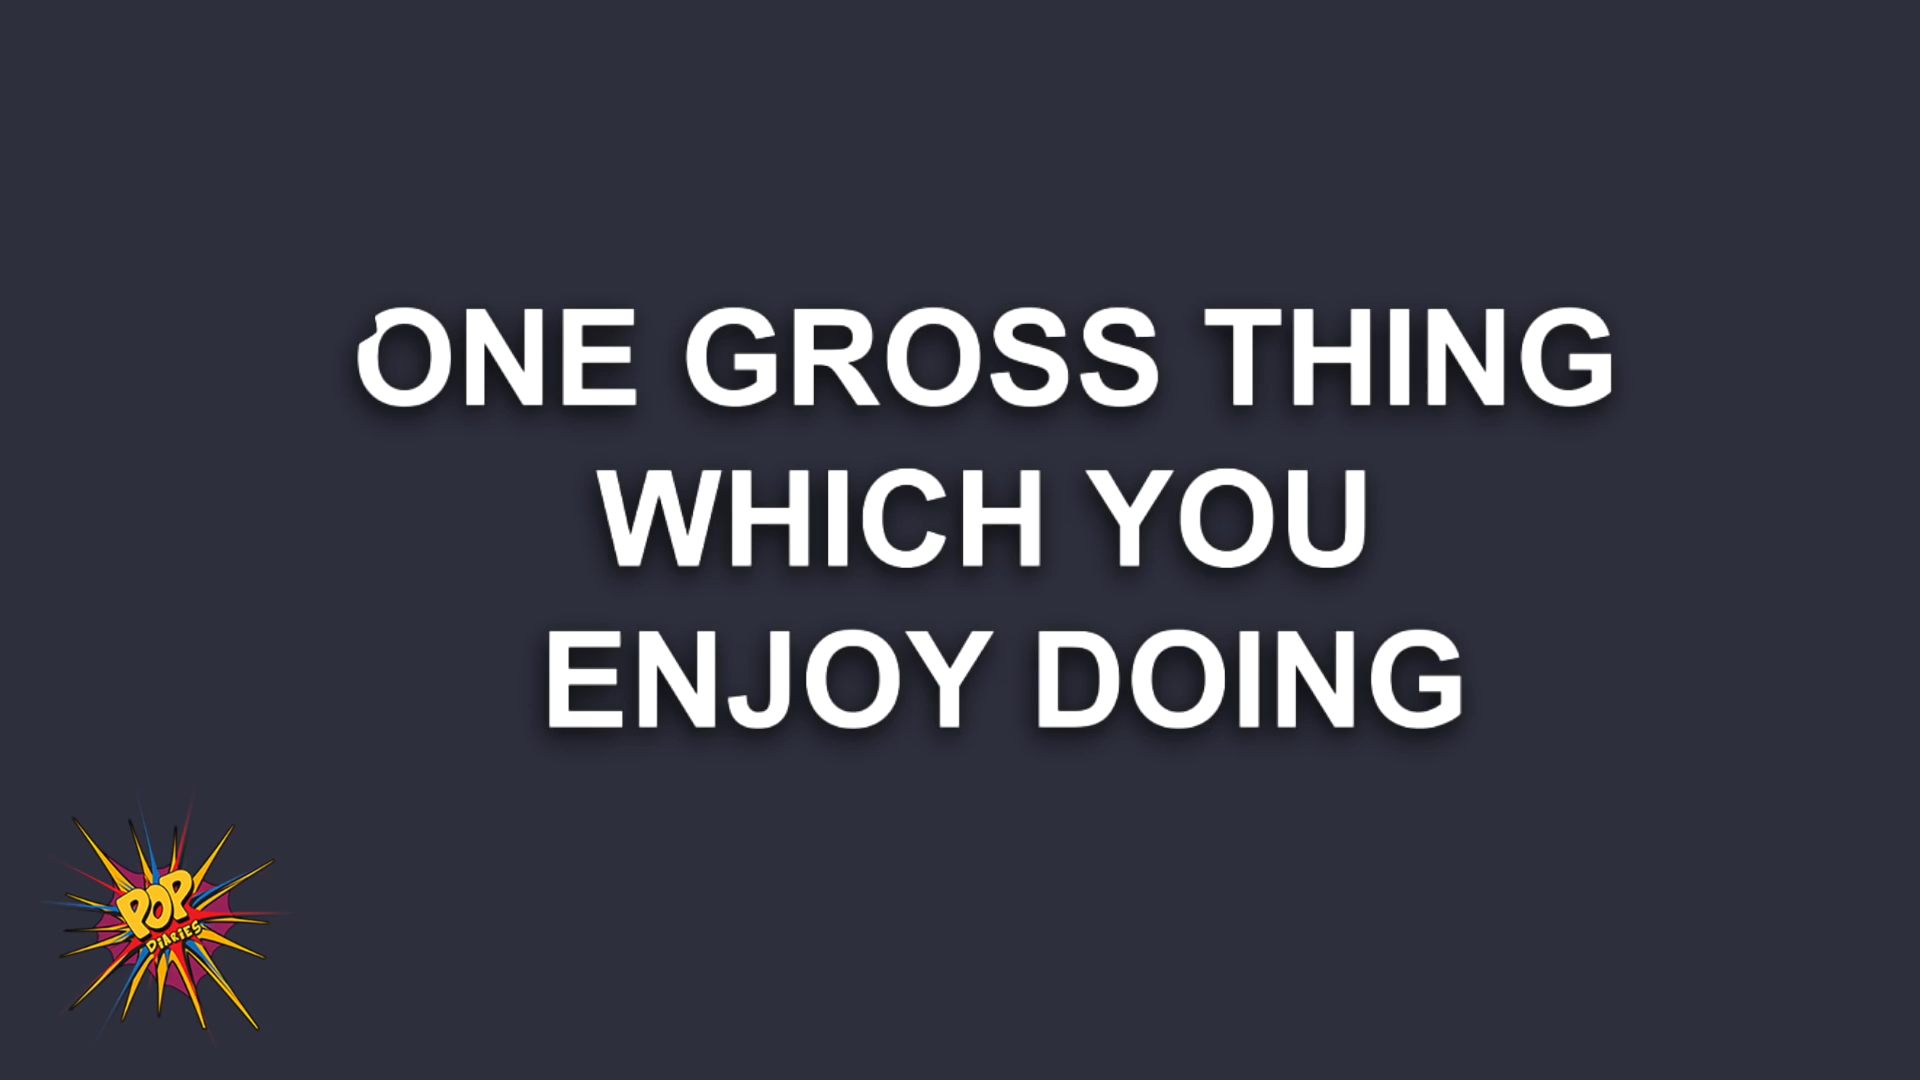 ONE GROSS THING
WHICH YOU
ENJOY DOING
POP
DIARIES